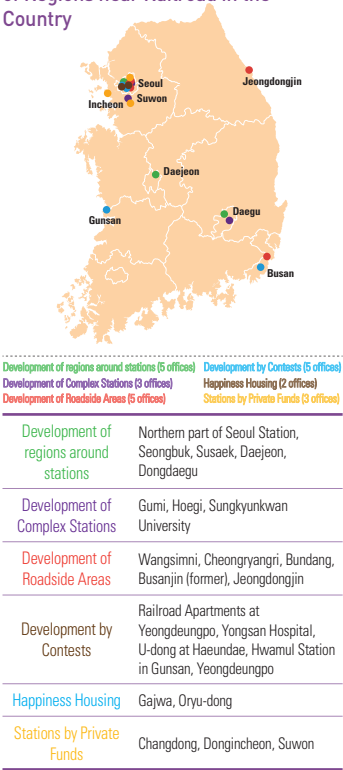 Country
Seoul
Jeongdongjin
Incheon
Suwon
Daejeon
Daegu
Gunsan
Busan
Development of regions around stations (5 offices)
Development by Contests (5 offices)
Development of Complex Stations (3 offices)
Happiness Housing (2 offices)
Development of Roadside Areas (5 offices)
Stations by Private Funds (3 offices)
Development of
regions around
stations
Northern part of Seoul Station,
Seongbuk, Susaek, Daejeon,
Dongdaegu
Development of
Complex Stations
Gumi, Hoegi, Sungkyunkwan
University
Development of
Roadside Areas
Wangsimni, Cheongryangri, Bundang,
Busanjin (former), Jeongdongjin
Development by
Contests
Railroad Apartments at
Yeongdeungpo, Yongsan Hospital,
U-dong at Haeundae, Hwamul Station
in Gunsan, Yeongdeungpo
Happiness Housing
Gajwa, Oryu-dong
Stations by Private
Funds
Changdong, Dongincheon, Suwon